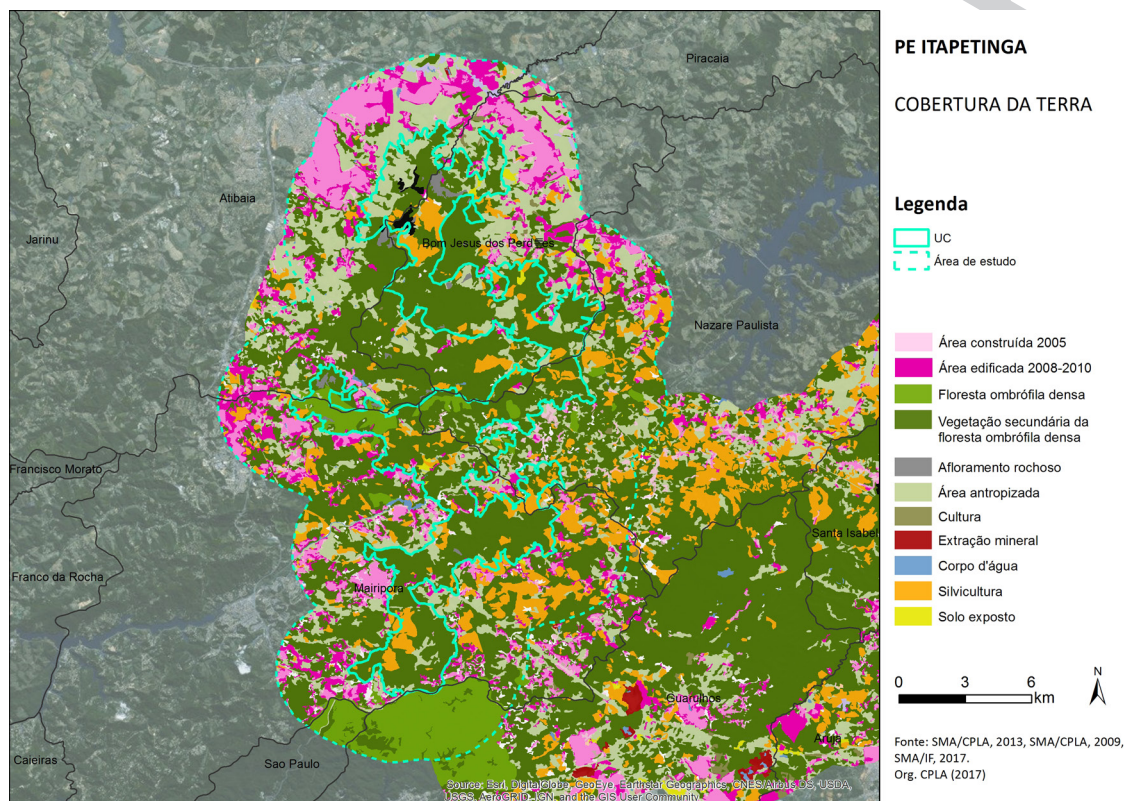 Piracaia
Atibaia
Jarinu
Bom Jesus dos Perdões
Nazare Paulista
Francisco Morato
Santa Isabel
Franco da Rocha
Mairipora
Guarulhos
Aruja
Caieiras
Sao Paulo
Source: Esri, DigitalGlobe, GeoEye, Earthstar Geographics, CNES/Airbus DS, USDA,
USGS, AeroGRID, IGN, and the GIS User Community
PE ITAPETINGA
COBERTURA DA TERRA
Legenda
UC
Área de estudo
Área construída 2005
Área edificada 2008-2010
Floresta ombrófila densa
Vegetação secundária da
floresta ombrófila densa
Afloramento rochoso
Área antropizada
Cultura
Extração mineral
Corpo d'água
Silvicultura
Solo exposto
N
0 3 6
km
Fonte: SMA/CPLA, 2013, SMA/CPLA, 2009,
SMA/IF, 2017.
Org. CPLA (2017)